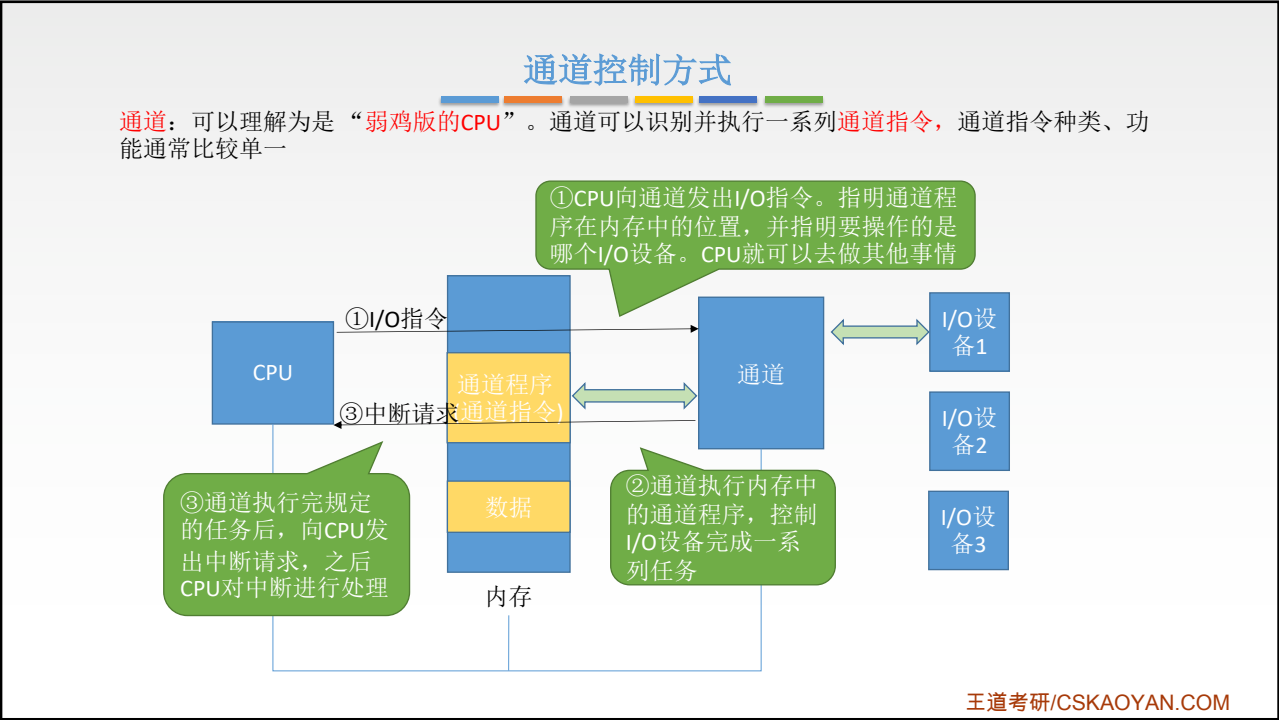 通道控制方式
通道：可以理解为是 “弱鸡版的CPU”。通道可以识别并执行一系列通道指令，通道指令种类、功
能通常比较单一
①CPU向通道发出I/O指令。指明通道程
序在内存中的位置，并指明要操作的是
哪个I/O设备。CPU就可以去做其他事情
①I/O指令
CPU
通道程序
(通道指令)
③中断请求
数据
内存
通道
I/O设
备1
I/O设
备2
I/O设
备3
③通道执行完规定
的任务后，向CPU发
出中断请求，之后
CPU对中断进行处理
②通道执行内存中
的通道程序，控制
I/O设备完成一系
列任务
王道考研/CSKAOYAN.COM